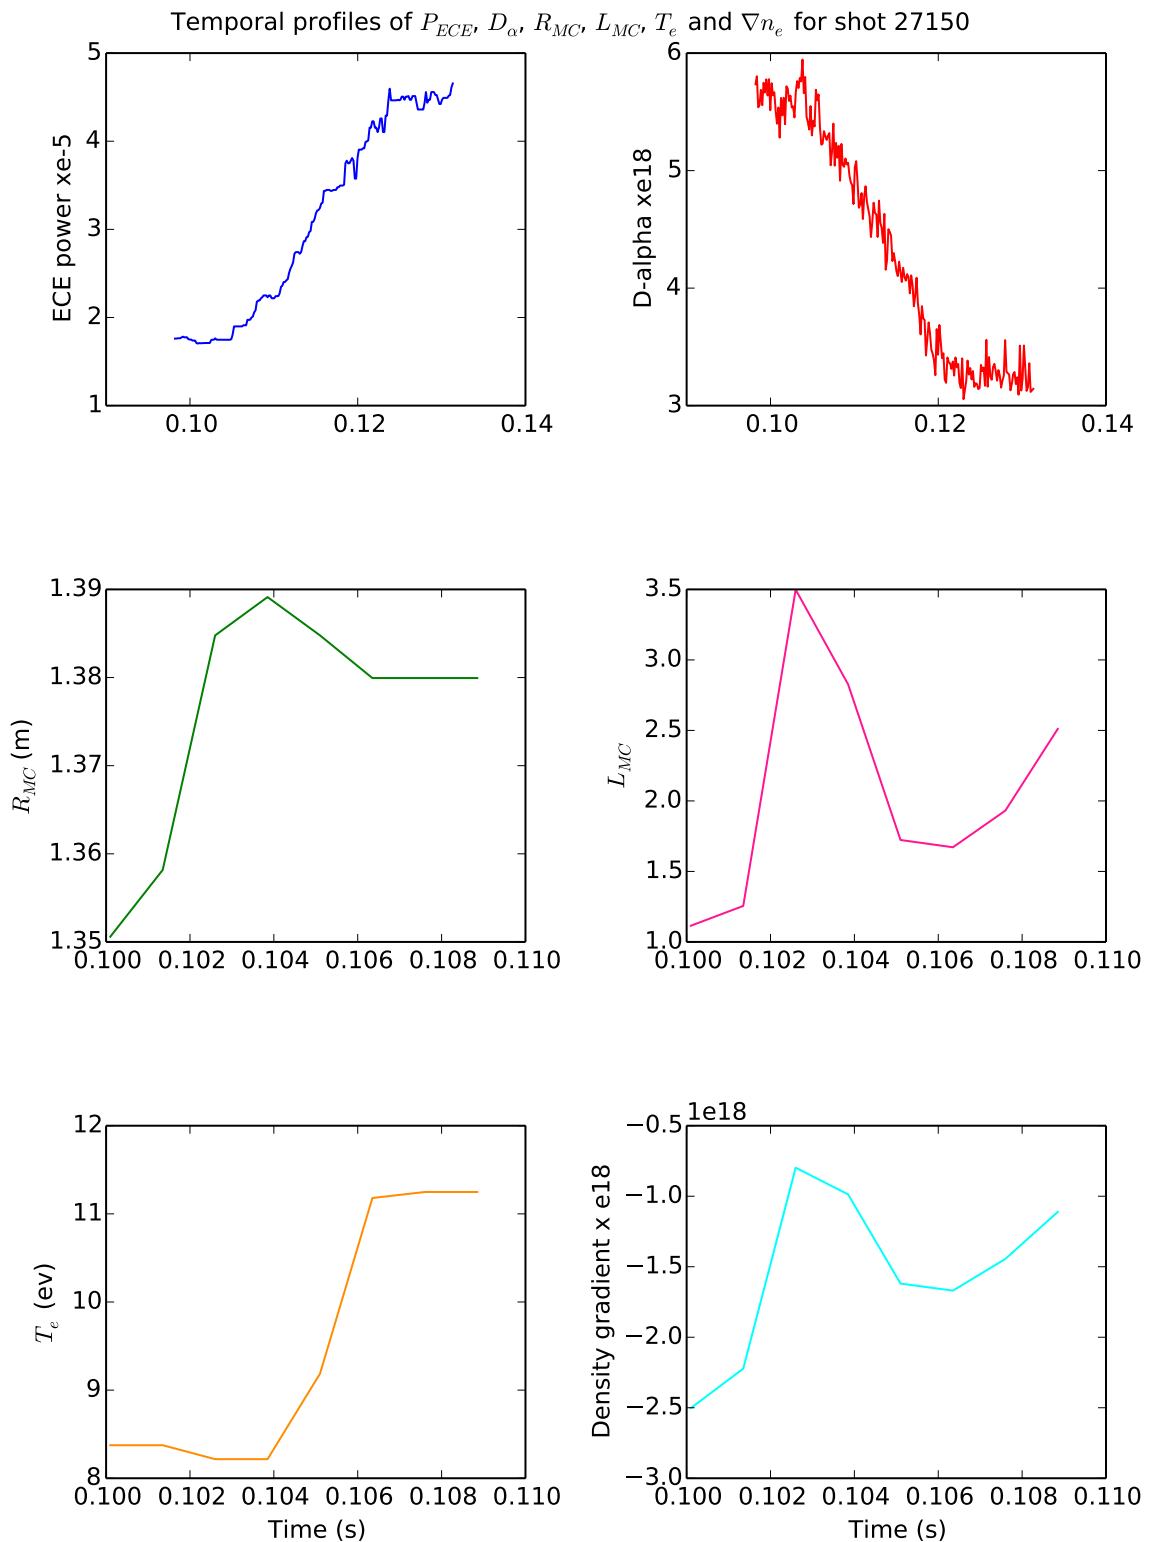 Temporal profiles of P_ECE, D_α, R_MC, L_MC, T_e and ∇n_e for shot 27150
5
4
3
2
1
ECE power xe-5
0.10 0.12 0.14
6
5
4
3
D-alpha xe18
0.10 0.12 0.14
1.39
1.38
1.37
1.36
1.35
R_MC (m)
0.100 0.102 0.104 0.106 0.108 0.110
3.5
3.0
2.5
2.0
1.5
1.0
L_MC
0.100 0.102 0.104 0.106 0.108 0.110
12
11
10
9
8
T_e (ev)
0.100 0.102 0.104 0.106 0.108 0.110
Time (s)
1e18
−0.5
−1.0
−1.5
−2.0
−2.5
−3.0
Density gradient x e18
0.100 0.102 0.104 0.106 0.108 0.110
Time (s)